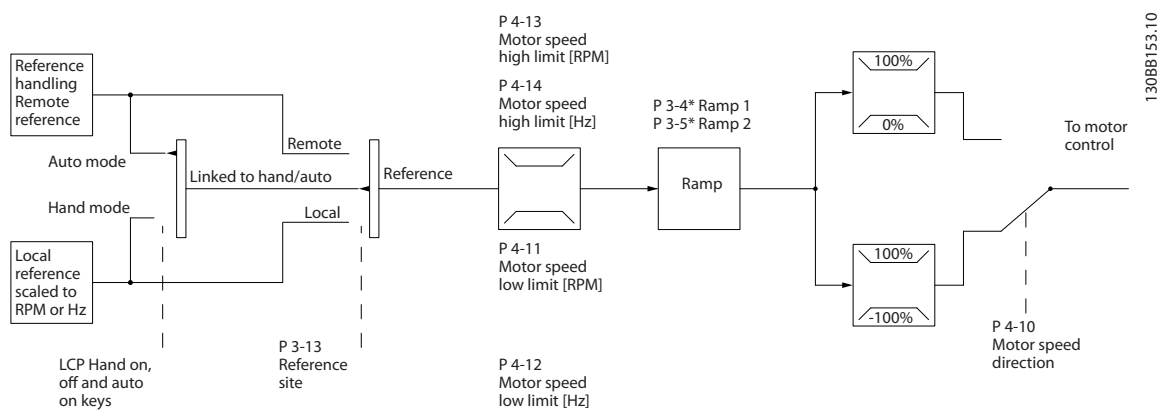 P 4-13
Motor speed
high limit [RPM]
P 4-14
Motor speed
high limit [Hz]
130BB153.10
Reference
handling
Remote
reference
100%
0%
P 3-4* Ramp 1
P 3-5* Ramp 2
To motor
control
Remote
Auto mode
Linked to hand/auto
Reference
Ramp
Hand mode
Local
Local
reference
scaled to
RPM or Hz
P 4-11
Motor speed
low limit [RPM]
100%
-100%
LCP Hand on,
off and auto
on keys
P 3-13
Reference
site
P 4-12
Motor speed
low limit [Hz]
P 4-10
Motor speed
direction